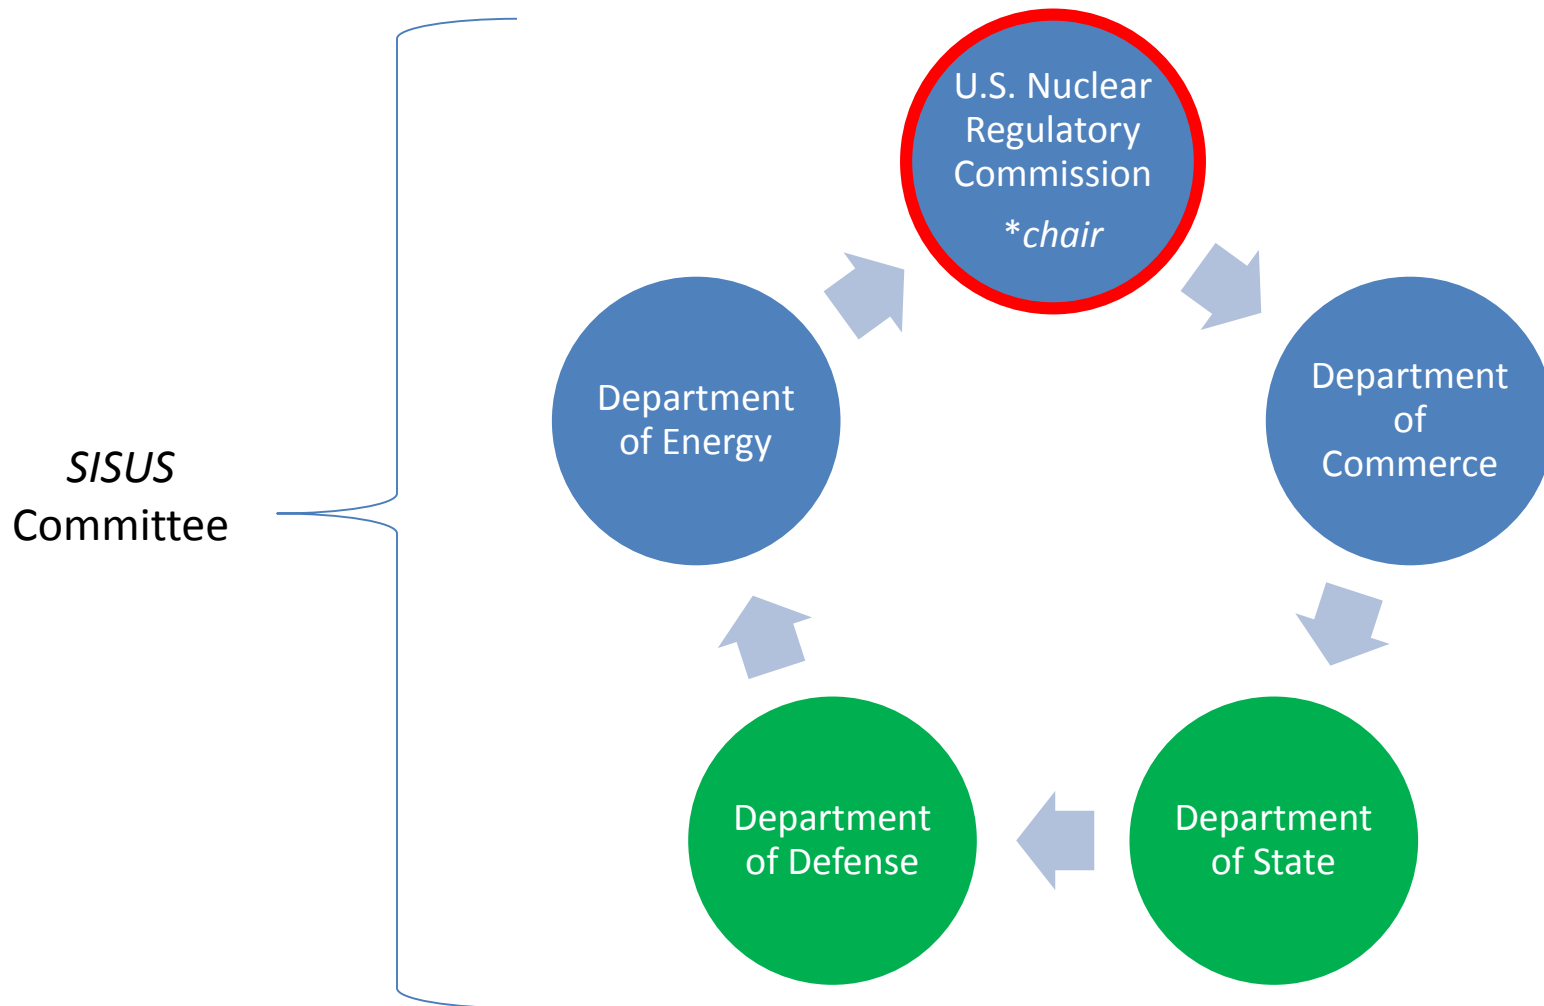 SISUS
Committee
U.S. Nuclear
Regulatory
Commission
*chair
Department
of
Commerce
Department
of State
Department
of Defense
Department
of Energy